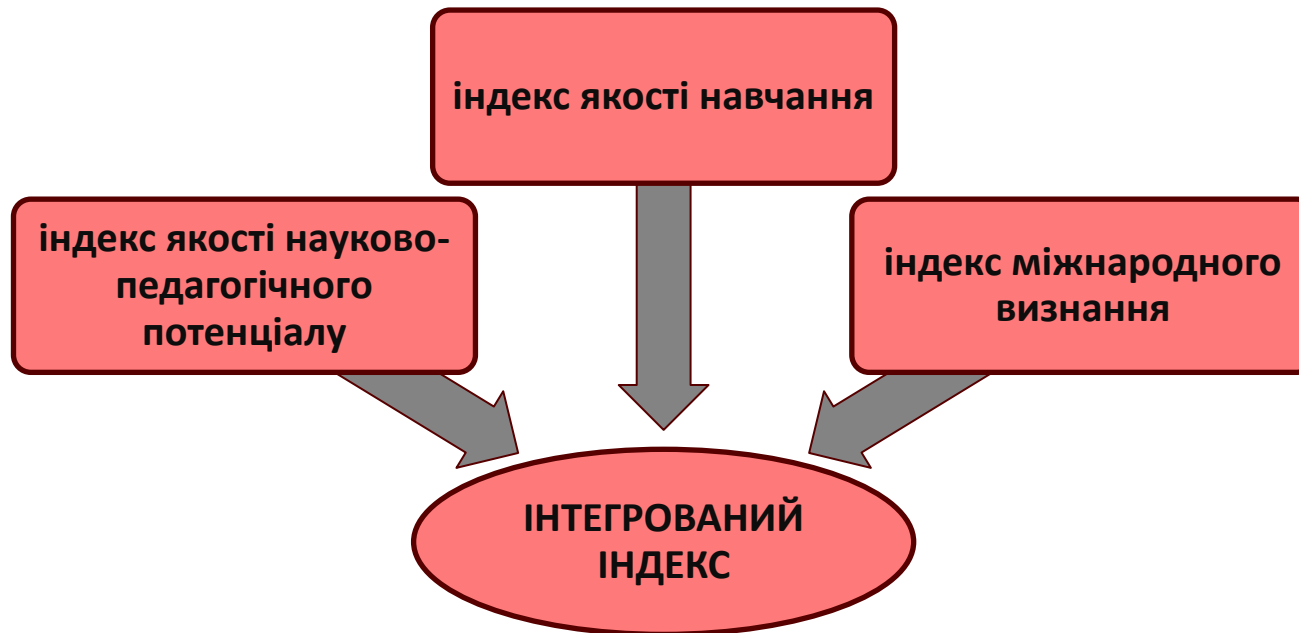 індекс якості навчання
індекс якості науково-
педагогічного
потенціалу
індекс міжнародного
визнання
ІНТЕГРОВАНИЙ
ІНДЕКС